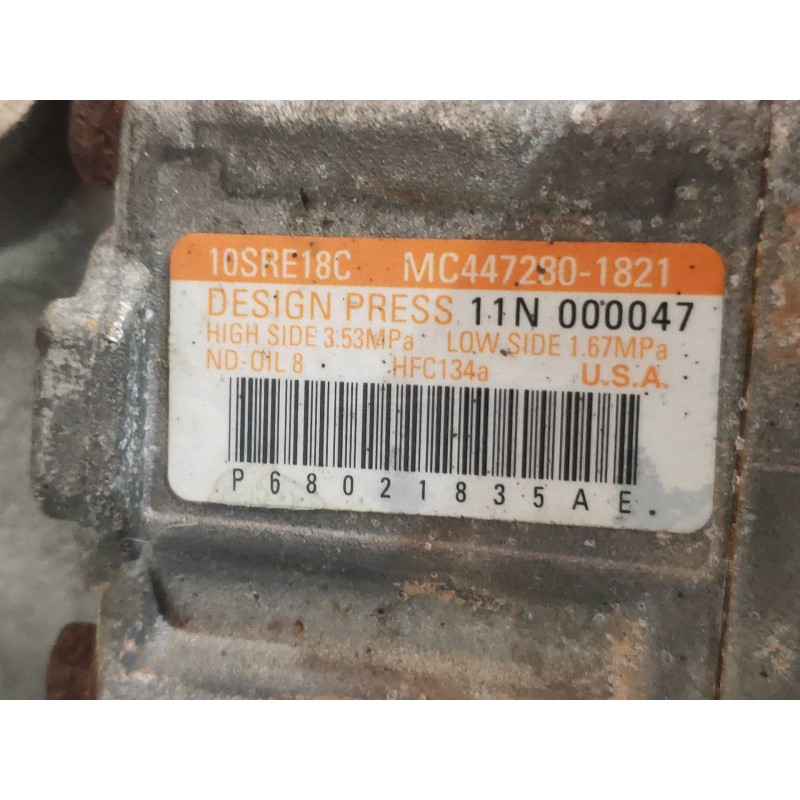 10SRE18C MC447280-1821
DESIGN PRESS 11N 000047
HIGH SIDE 3.53MPa LOW SIDE 1.67MPa
ND-OIL 8 HFC134a U.S.A.
P68021835AE.